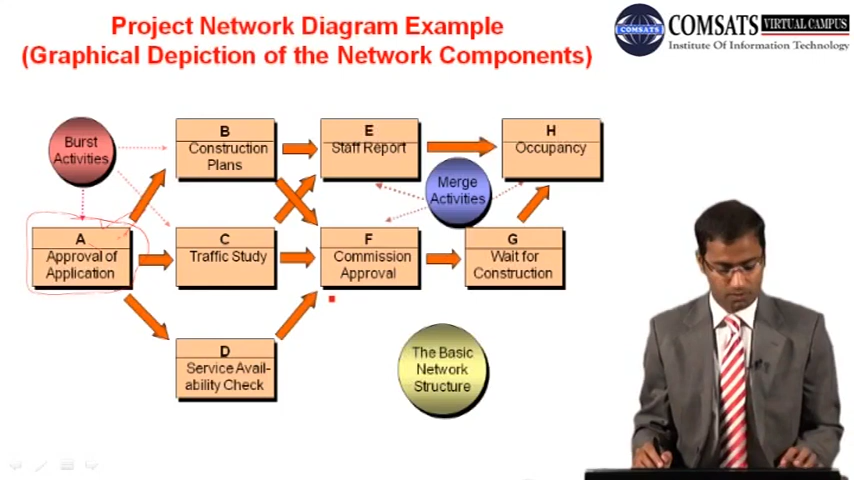 Project Network Diagram Example
(Graphical Depiction of the Network Components)
COMSATS
COMSATS VIRTUAL CAMPUS
Institute Of Information Technology
Burst
Activities
B
Construction
Plans
E
Staff Report
H
Occupancy
Merge
Activities
A
Approval of
Application
C
Traffic Study
F
Commission
Approval
G
Wait for
Construction
D
Service Avail-
ability Check
The Basic
Network
Structure